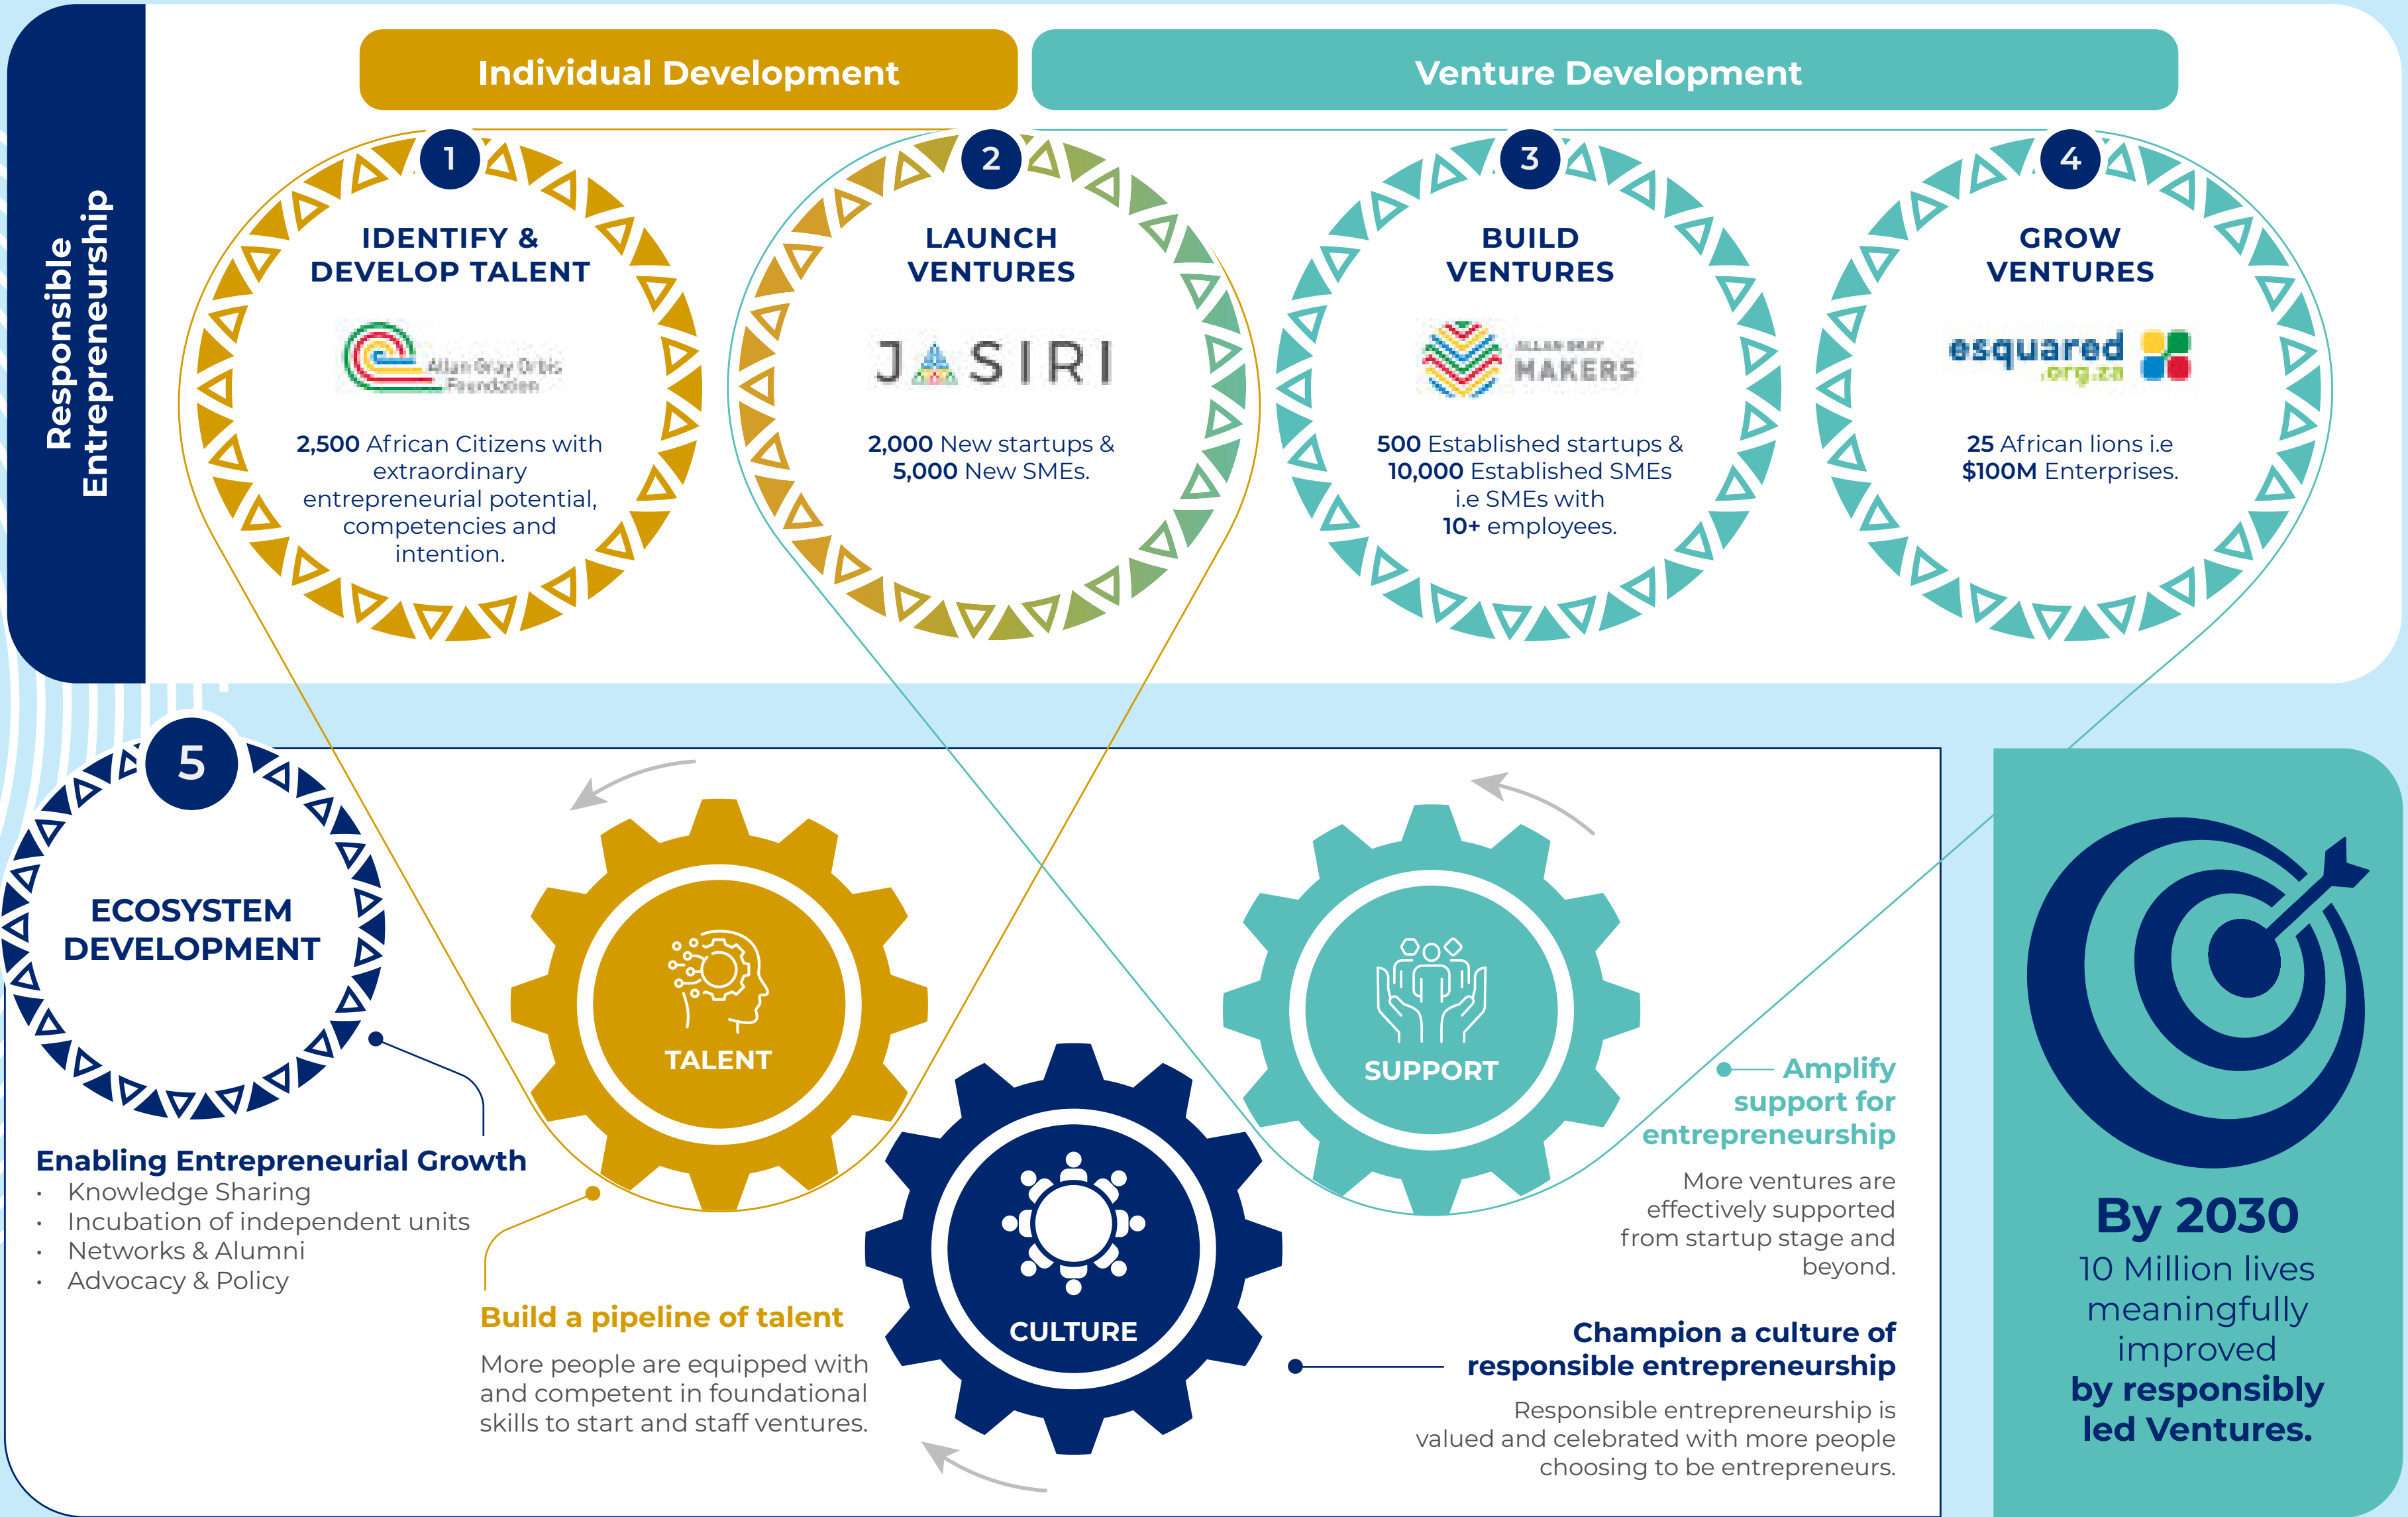 Responsible
Entrepreneurship
Individual Development
Venture Development
1
IDENTIFY &
DEVELOP TALENT
Allan Gray Orbis
Foundation
2,500 African Citizens with
extraordinary
entrepreneurial potential,
competencies and
intention.
2
LAUNCH
VENTURES
JASIRI
2,000 New startups &
5,000 New SMEs.
3
BUILD
VENTURES
ALLAN GRAY
MAKERS
500 Established startups &
10,000 Established SMEs
i.e SMEs with
10+ employees.
4
GROW
VENTURES
esquared
.org.za
25 African lions i.e
$100M Enterprises.
5
ECOSYSTEM
DEVELOPMENT
Enabling Entrepreneurial Growth
· Knowledge Sharing
· Incubation of independent units
· Networks & Alumni
· Advocacy & Policy
TALENT
Build a pipeline of talent
More people are equipped with
and competent in foundational
skills to start and staff ventures.
CULTURE
SUPPORT
Amplify
support for
entrepreneurship
More ventures are
effectively supported
from startup stage and
beyond.
Champion a culture of
responsible entrepreneurship
Responsible entrepreneurship is
valued and celebrated with more people
choosing to be entrepreneurs.
By 2030
10 Million lives
meaningfully
improved
by responsibly
led Ventures.